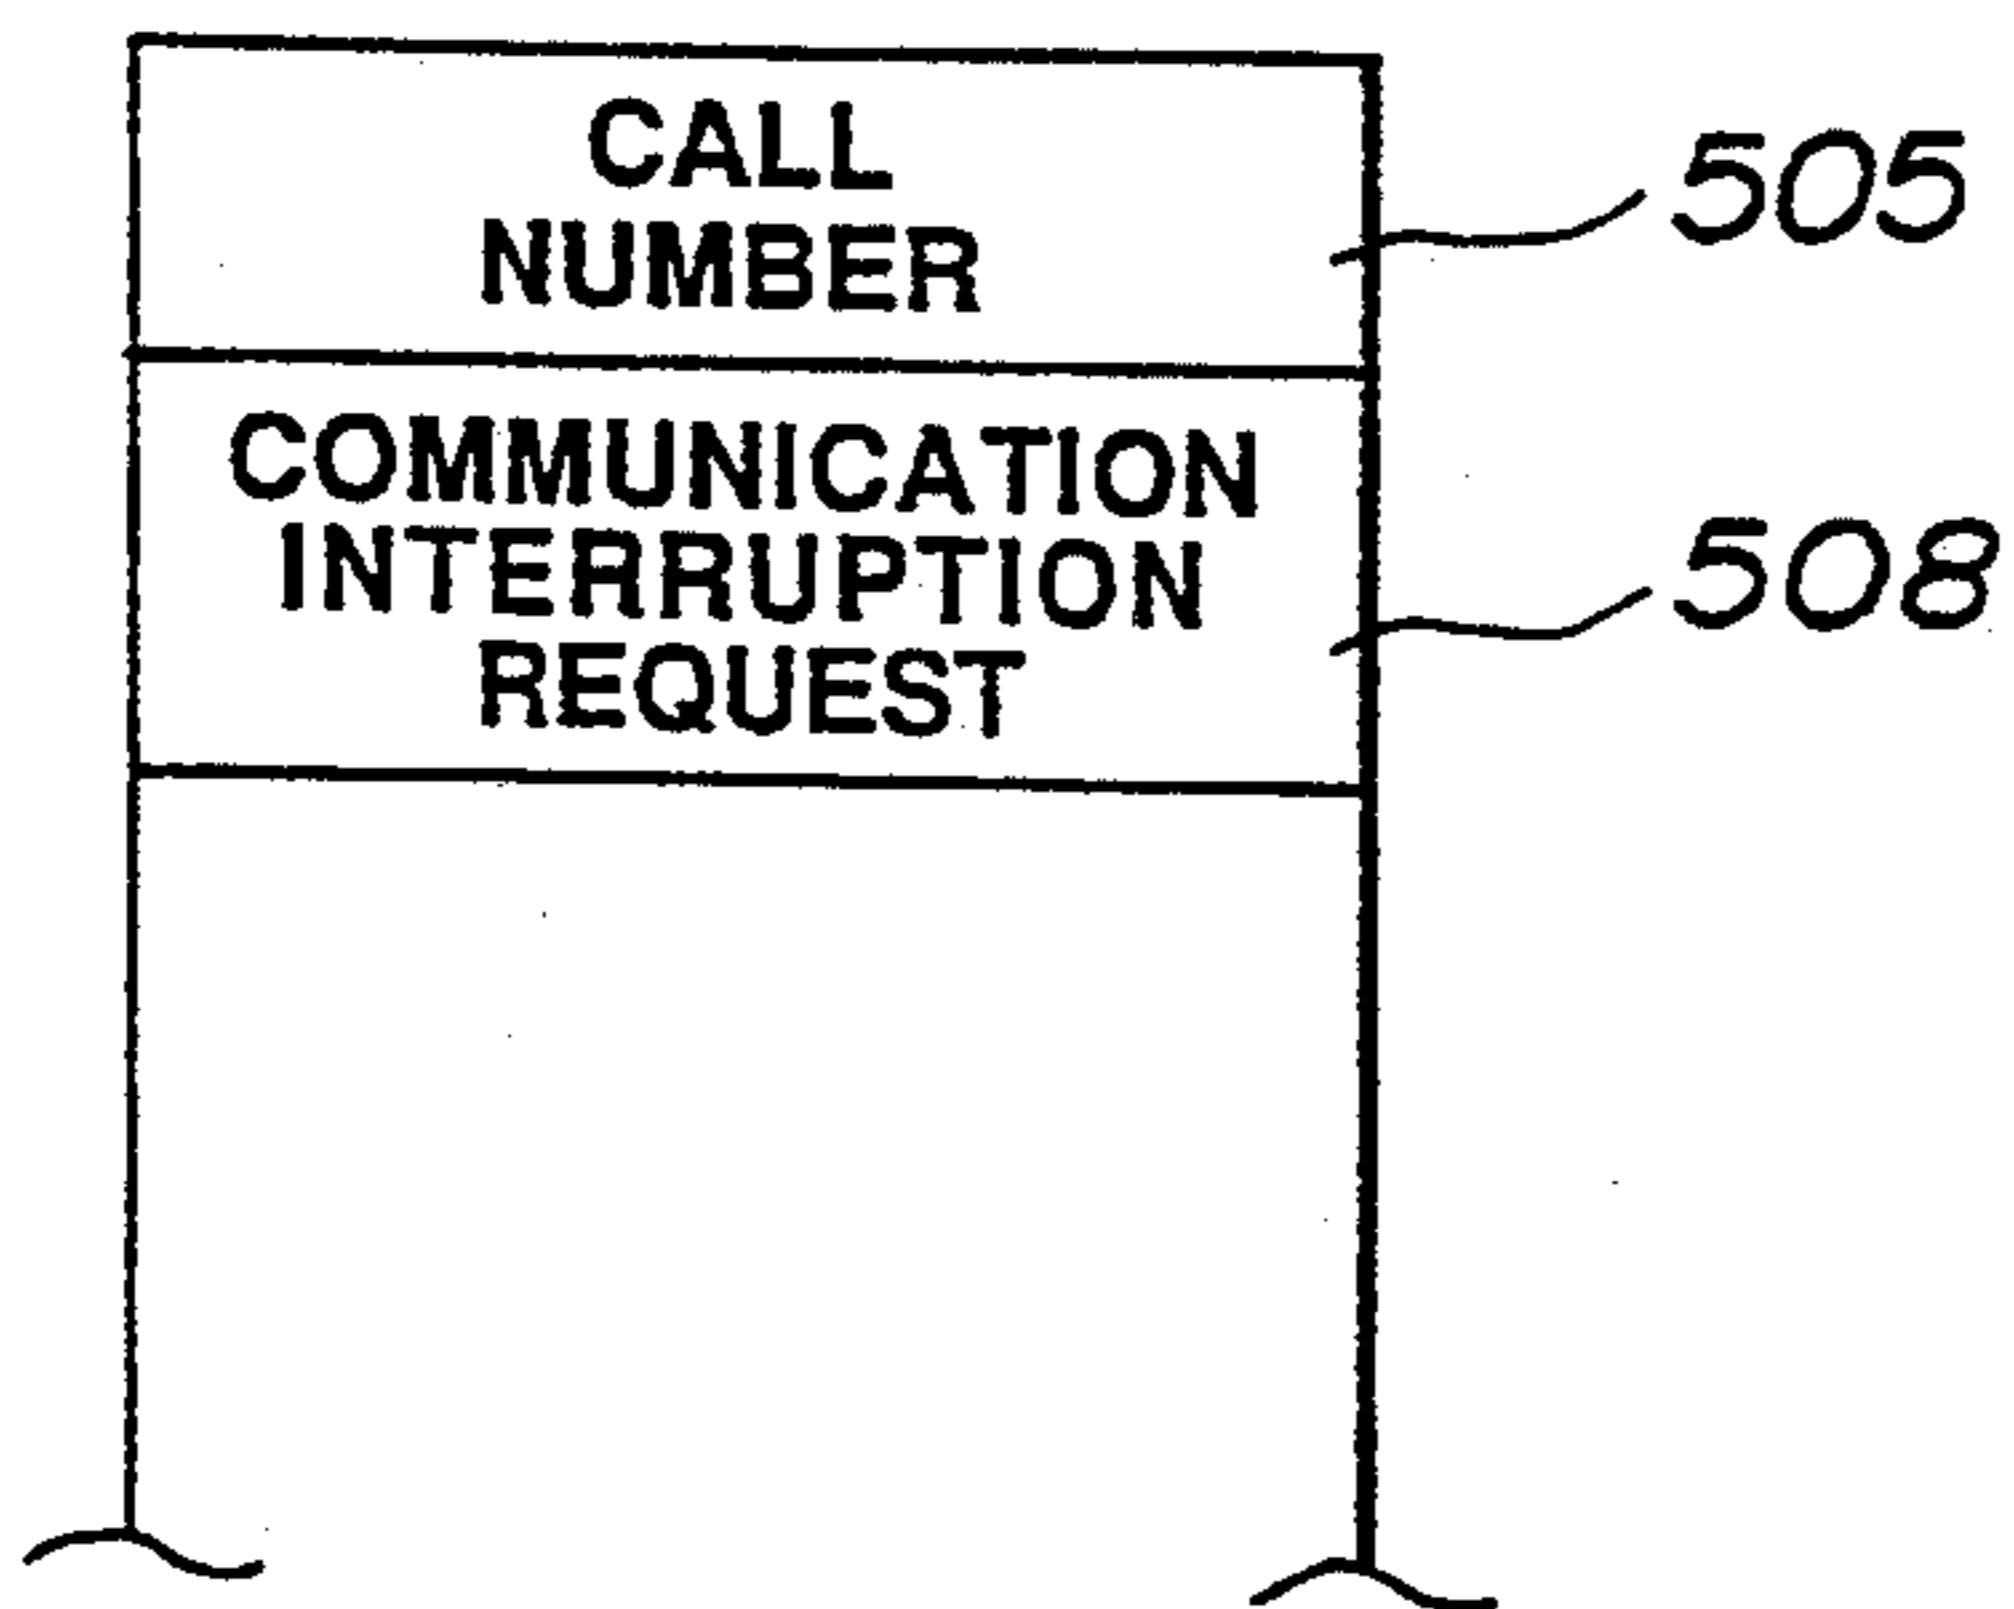 CALL
NUMBER
505
COMMUNICATION
INTERRUPTION
REQUEST
508